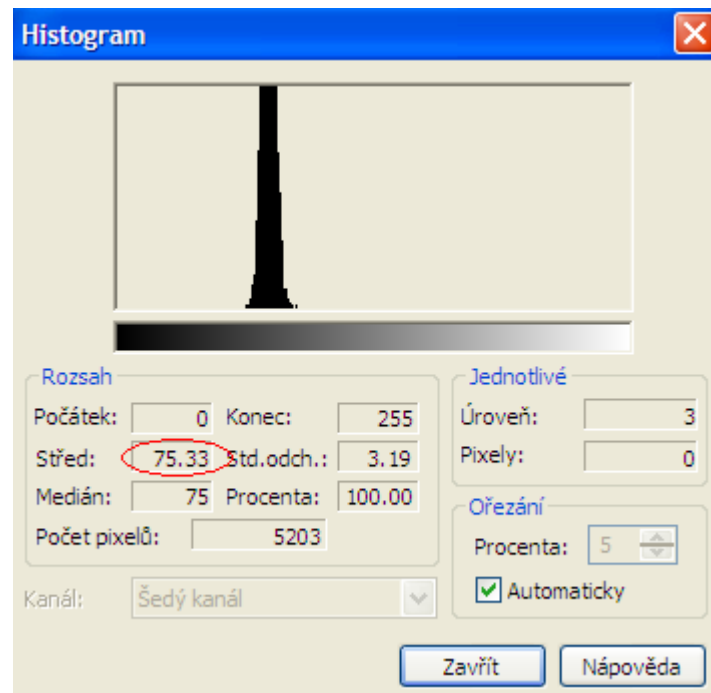 Histogram
Rozsah
Počátek: 0 Konec: 255
Střed: 75.33 Std.odch.: 3.19
Medián: 75 Procenta: 100.00
Počet pixelů: 5203
Jednotlivé
Úroveň: 3
Pixely: 0
Ořezání
Procenta: 5
Automaticky
Kanál: Šedý kanál
Zavřít Nápověda